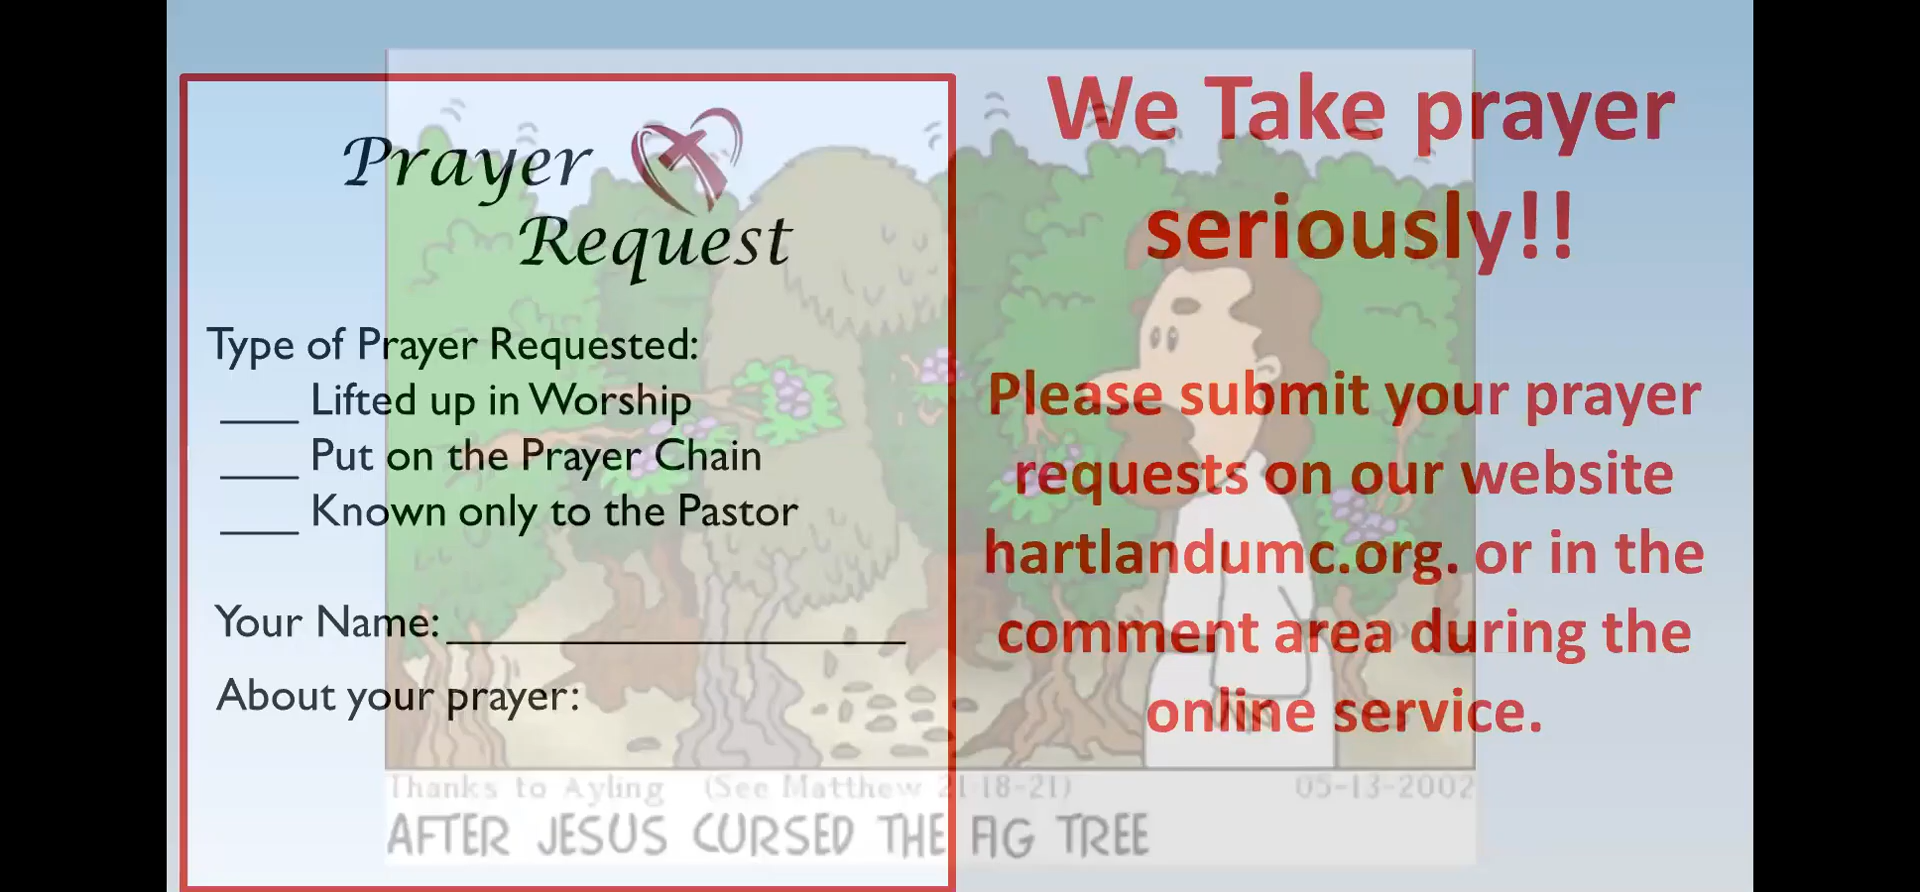 Prayer
Request
Type of Prayer Requested:
____ Lifted up in Worship
____ Put on the Prayer Chain
____ Known only to the Pastor
Your Name:____________________
About your prayer:
We Take prayer
seriously!!
Please submit your prayer
requests on our website
hartlandumc.org. or in the
comment area during the
online service.
Thanks to Ayling (See Matthew 21:18-21) 05-13-2002
AFTER JESUS CURSED THE FIG TREE